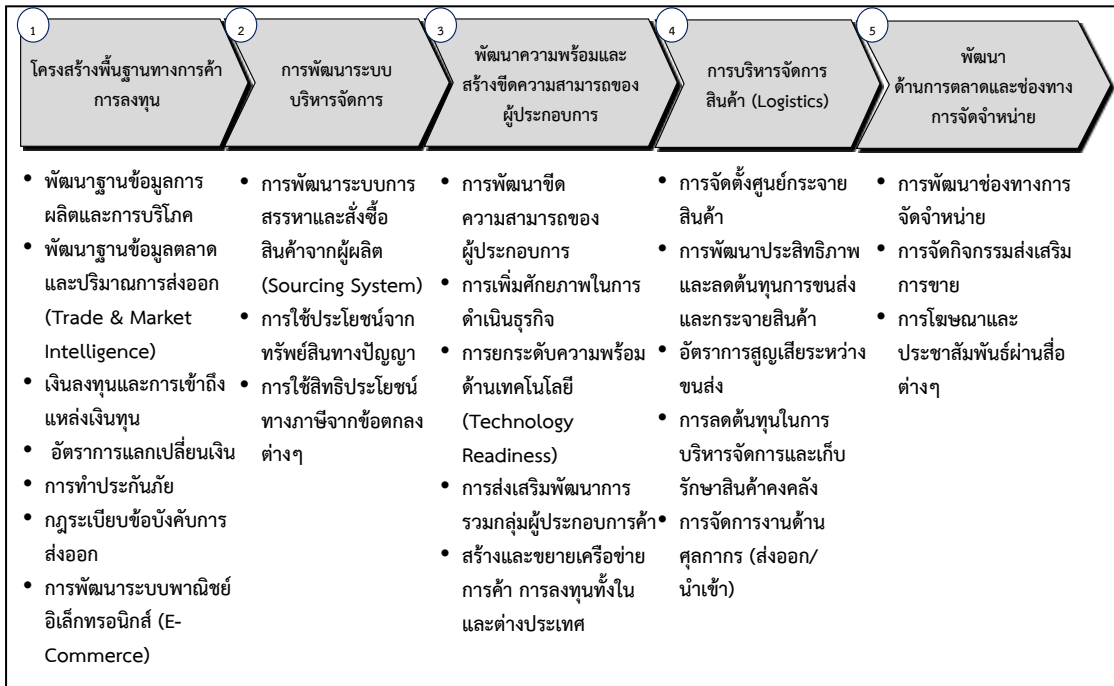 1
โครงสร้างพื้นฐานทางการค้า
การลงทุน
2
การพัฒนาระบบ
บริหารจัดการ
3
พัฒนาความพร้อมและ
สร้างขีดความสามารถของ
ผู้ประกอบการ
4
การบริหารจัดการ
สินค้า (Logistics)
5
พัฒนา
ด้านการตลาดและช่องทาง
การจัดจำหน่าย
• พัฒนาฐานข้อมูลการ
ผลิตและการบริโภค
• พัฒนาฐานข้อมูลตลาด
และปริมาณการส่งออก
(Trade & Market
Intelligence)
• เงินลงทุนและการเข้าถึง
แหล่งเงินทุน
• อัตราการแลกเปลี่ยนเงิน
• การทำประกันภัย
• กฎระเบียบข้อบังคับการ
ส่งออก
• การพัฒนาระบบพาณิชย์
อิเล็กทรอนิกส์ (E-
Commerce)
• การพัฒนาระบบการ
สรรหาและสั่งซื้อ
สินค้าจากผู้ผลิต
(Sourcing System)
• การใช้ประโยชน์จาก
ทรัพย์สินทางปัญญา
• การใช้สิทธิประโยชน์
ทางภาษีจากข้อตกลง
ต่างๆ
• การพัฒนาขีด
ความสามารถของ
ผู้ประกอบการ
• การเพิ่มศักยภาพในการ
ดำเนินธุรกิจ
• การยกระดับความพร้อม
ด้านเทคโนโลยี
(Technology
Readiness)
• การส่งเสริมพัฒนาการ
รวมกลุ่มผู้ประกอบการค้า
• สร้างและขยายเครือข่าย
การค้า การลงทุนทั้งใน
และต่างประเทศ
• การจัดตั้งศูนย์กระจาย
สินค้า
• การพัฒนาประสิทธิภาพ
และลดต้นทุนการขนส่ง
และกระจายสินค้า
• อัตราการสูญเสียระหว่าง
ขนส่ง
• การลดต้นทุนในการ
บริหารจัดการและเก็บ
รักษาสินค้าคงคลัง
• การจัดการงานด้าน
ศุลกากร (ส่งออก/
นำเข้า)
• การพัฒนาช่องทางการ
จัดจำหน่าย
• การจัดกิจกรรมส่งเสริม
การขาย
• การโฆษณาและ
ประชาสัมพันธ์ผ่านสื่อ
ต่างๆ